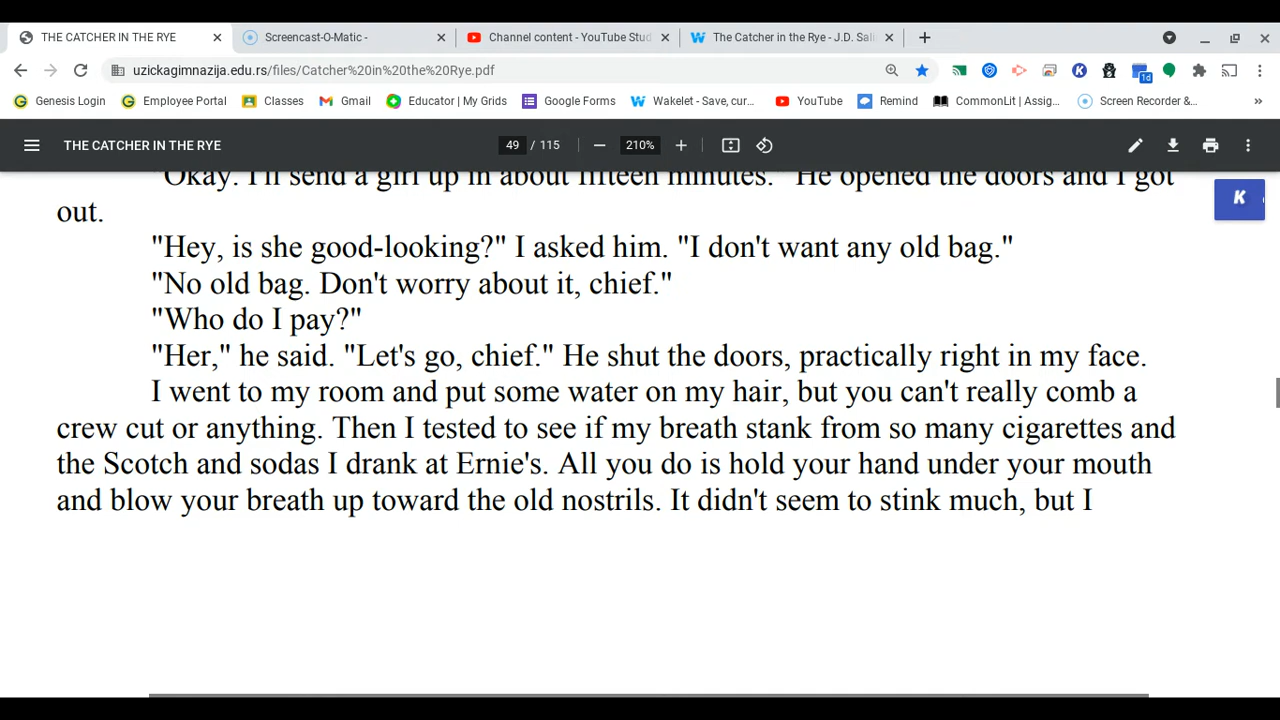 THE CATCHER IN THE RYE
Screencast-O-Matic -
Channel content - YouTube Stud
The Catcher in the Rye - J.D. Sali
uzickagimnazija.edu.rs/files/Catcher%20in%20the%20Rye.pdf
1d
Genesis Login
Employee Portal
Classes
Gmail
Educator | My Grids
Google Forms
Wakelet - Save, cur...
YouTube
Remind
CommonLit | Assig...
Screen Recorder &...
»
THE CATCHER IN THE RYE
49 / 115
210%
K
"Okay. I'll send a girl up in about fifteen minutes." He opened the doors and I got
out.
"Hey, is she good-looking?" I asked him. "I don't want any old bag."
"No old bag. Don't worry about it, chief."
"Who do I pay?"
"Her," he said. "Let's go, chief." He shut the doors, practically right in my face.
I went to my room and put some water on my hair, but you can't really comb a
crew cut or anything. Then I tested to see if my breath stank from so many cigarettes and
the Scotch and sodas I drank at Ernie's. All you do is hold your hand under your mouth
and blow your breath up toward the old nostrils. It didn't seem to stink much, but I